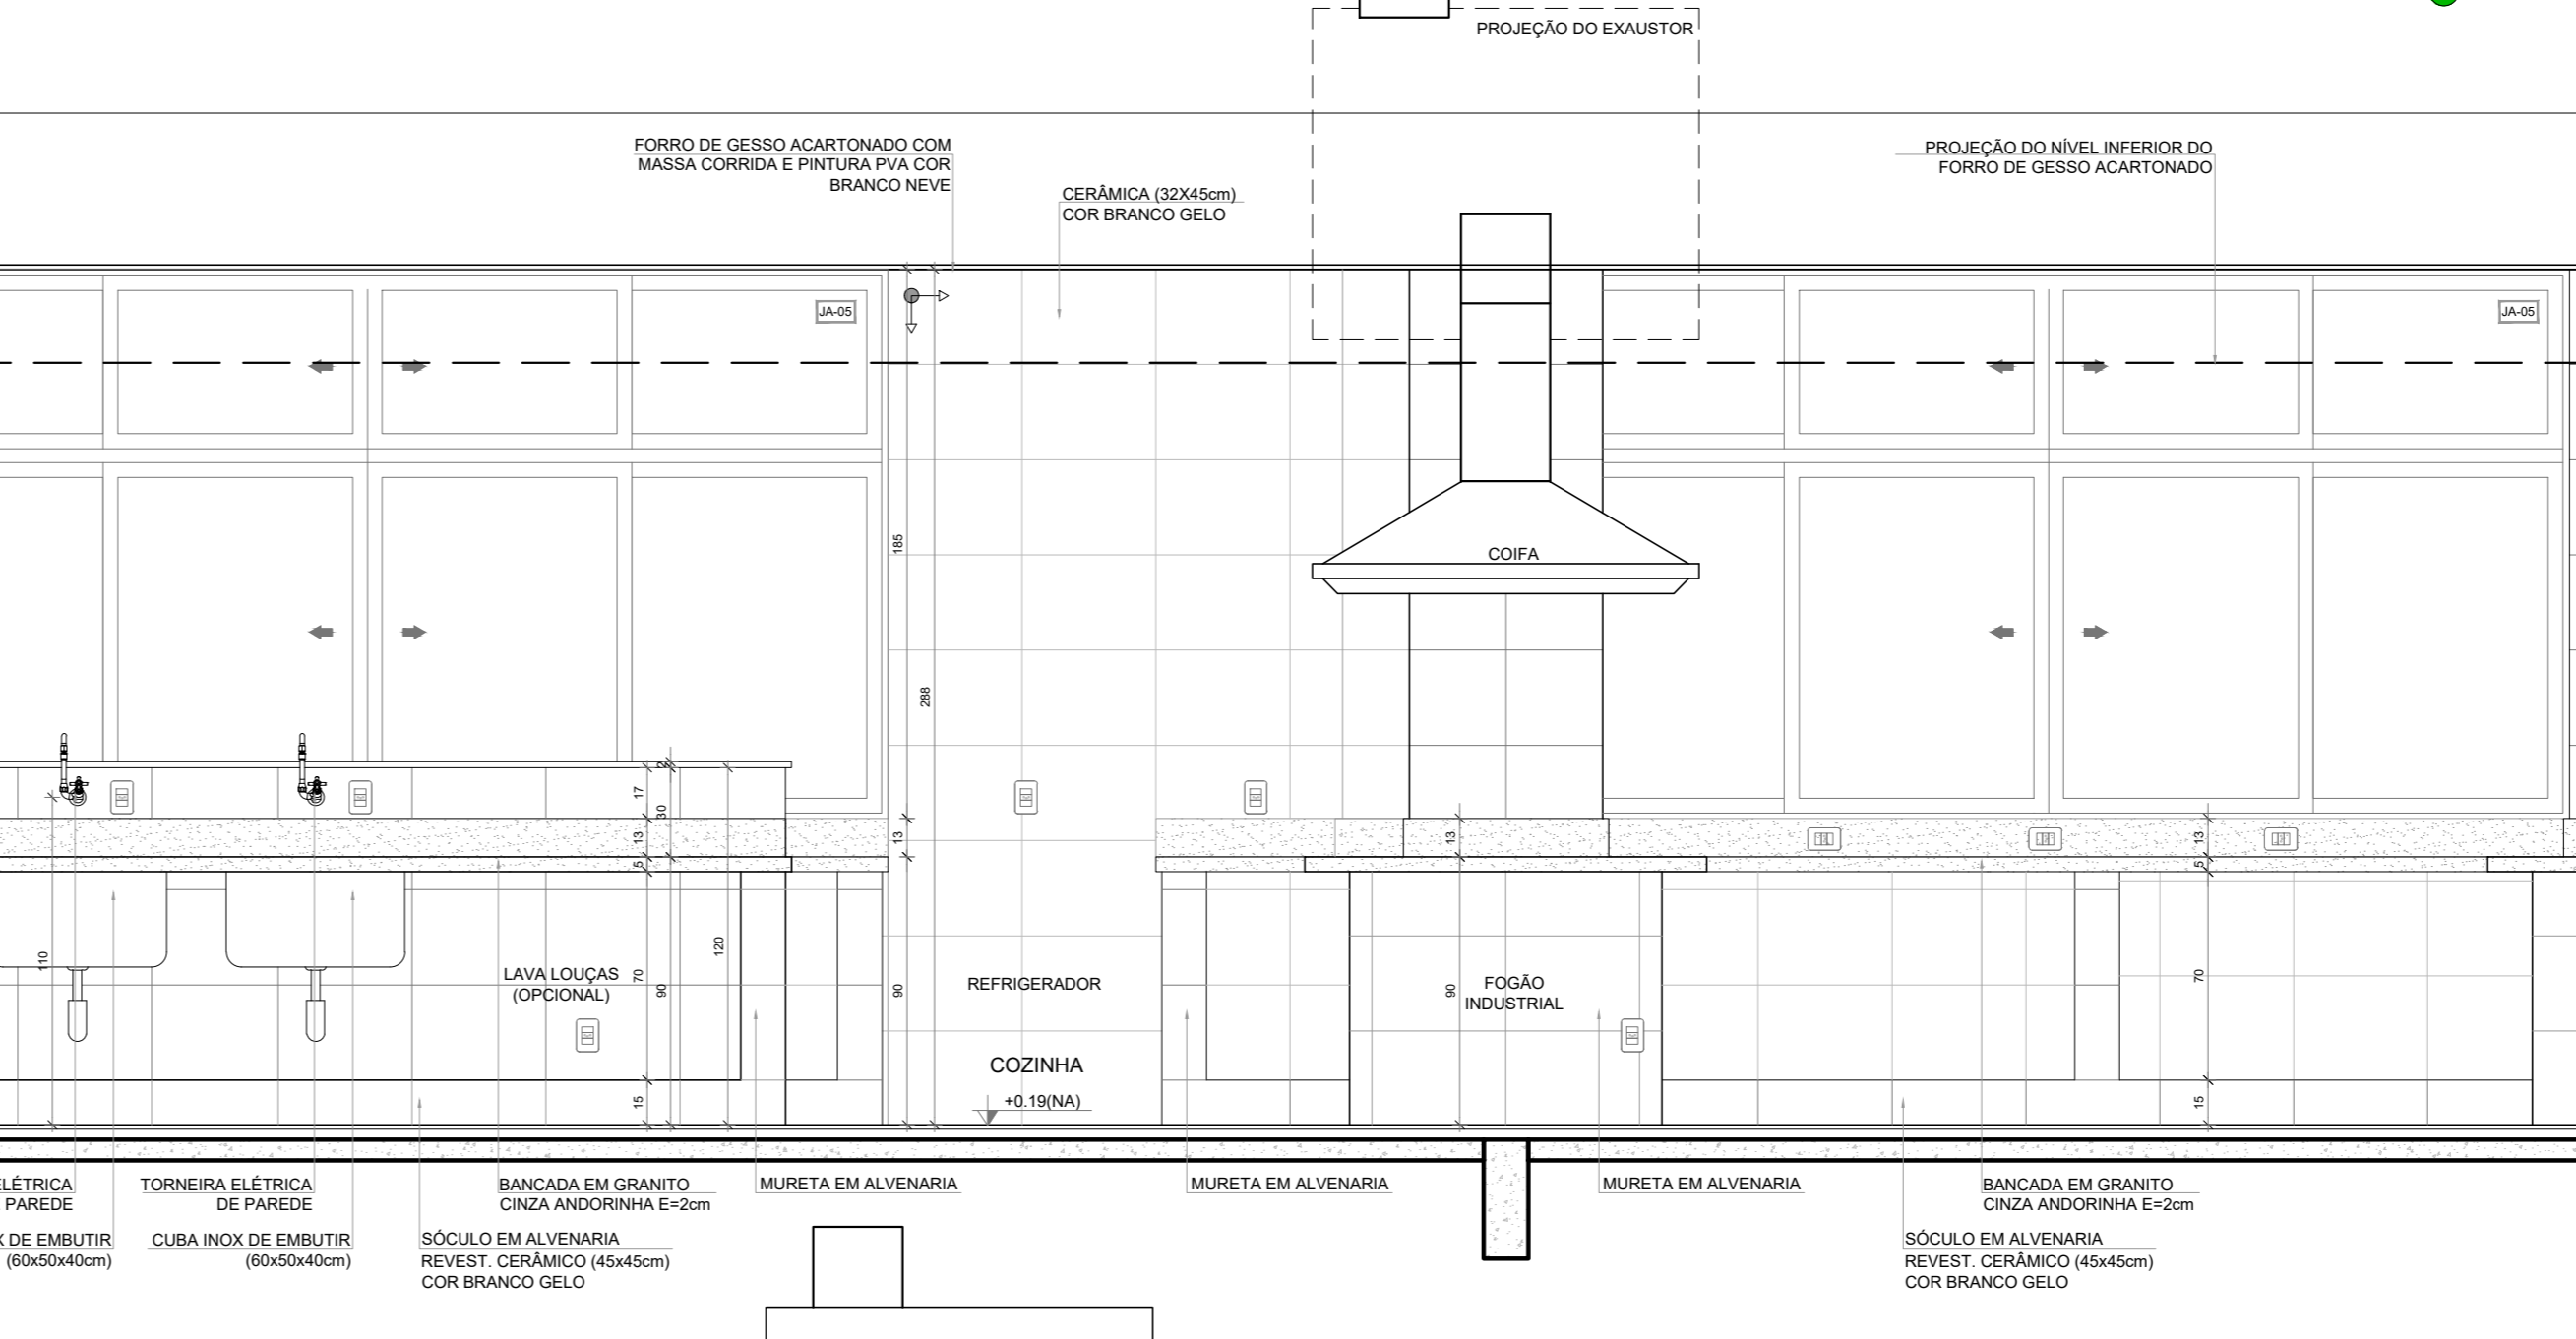 PROJEÇÃO DO EXAUSTOR
FORRO DE GESSO ACARTONADO COM
MASSA CORRIDA E PINTURA PVA COR
BRANCO NEVE
CERÂMICA (32X45cm)
COR BRANCO GELO
PROJEÇÃO DO NÍVEL INFERIOR DO
FORRO DE GESSO ACARTONADO
JA-05
JA-05
185
COIFA
288
2
17
30
13
5
13
13
13
5
110
120
LAVA LOUÇAS
(OPCIONAL)
70
90
90
REFRIGERADOR
90
FOGÃO
INDUSTRIAL
70
COZINHA
+0.19(NA)
15
15
ELÉTRICA
PAREDE
TORNEIRA ELÉTRICA
DE PAREDE
BANCADA EM GRANITO
CINZA ANDORINHA E=2cm
MURETA EM ALVENARIA
MURETA EM ALVENARIA
MURETA EM ALVENARIA
BANCADA EM GRANITO
CINZA ANDORINHA E=2cm
X DE EMBUTIR
(60x50x40cm)
CUBA INOX DE EMBUTIR
(60x50x40cm)
SÓCULO EM ALVENARIA
REVEST. CERÂMICO (45x45cm)
COR BRANCO GELO
SÓCULO EM ALVENARIA
REVEST. CERÂMICO (45x45cm)
COR BRANCO GELO